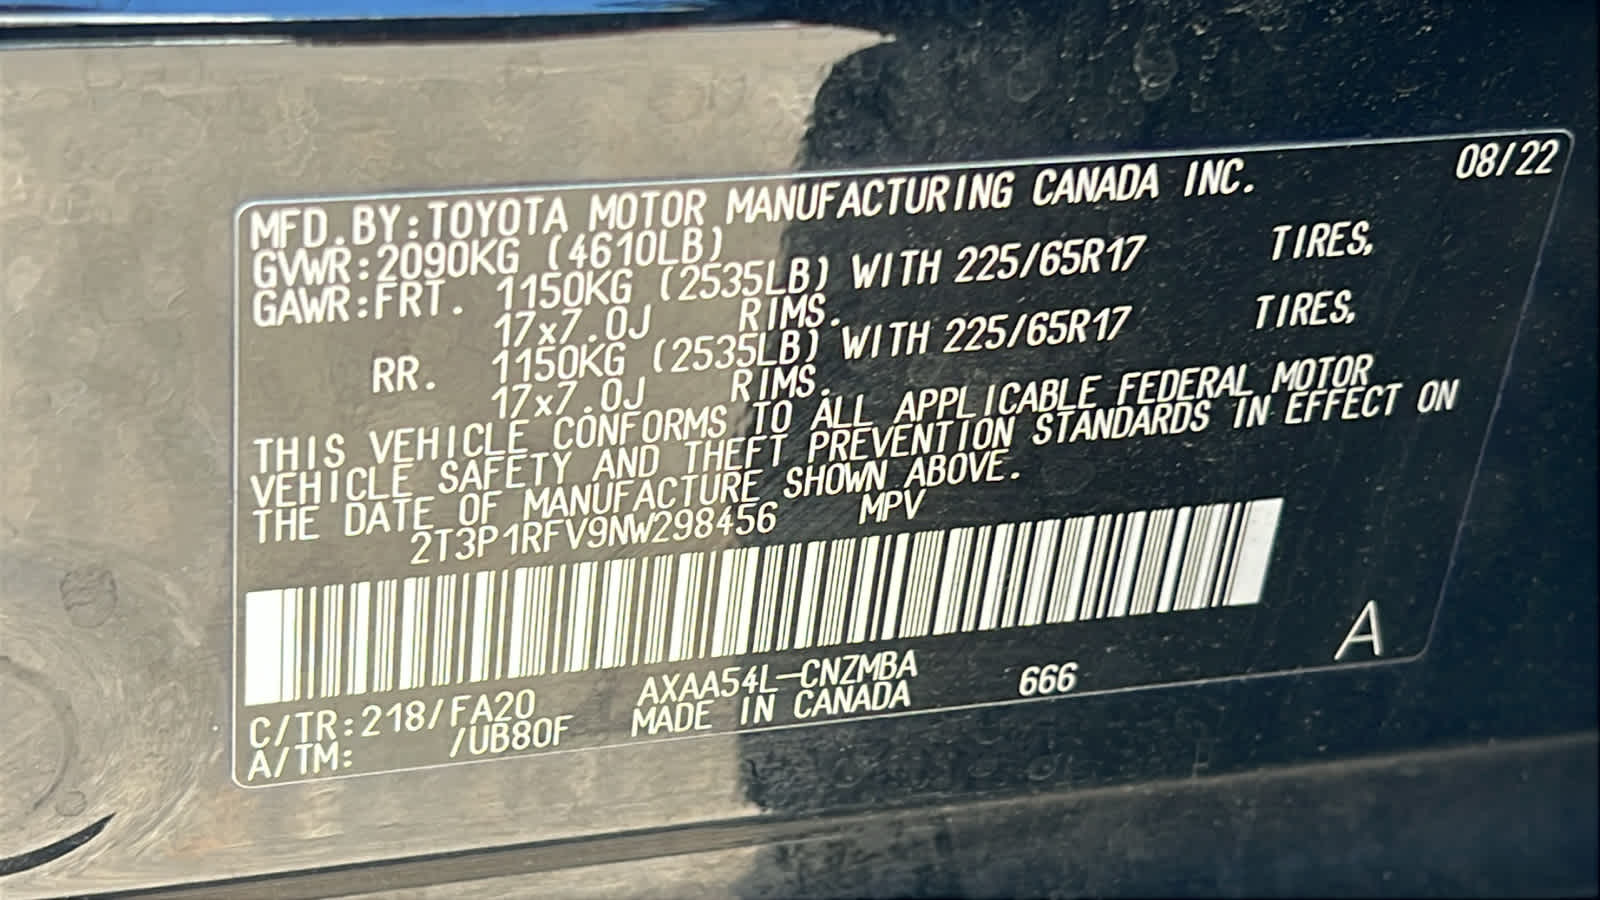 08/22
MFD.BY:TOYOTA MOTOR MANUFACTURING CANADA INC.
GVWR:2090KG (4610LB)
GAWR:FRT. 1150KG (2535LB) WITH 225/65R17 TIRES,
17x7.0J RIMS.
RR. 1150KG (2535LB) WITH 225/65R17 TIRES,
17x7.0J RIMS.
THIS VEHICLE CONFORMS TO ALL APPLICABLE FEDERAL MOTOR
VEHICLE SAFETY AND THEFT PREVENTION STANDARDS IN EFFECT ON
THE DATE OF MANUFACTURE SHOWN ABOVE.
2T3P1RFV9NW298456 MPV
A
C/TR:218/FA20 AXAA54L-CNZMBA 666
A/TM: /UB80F MADE IN CANADA